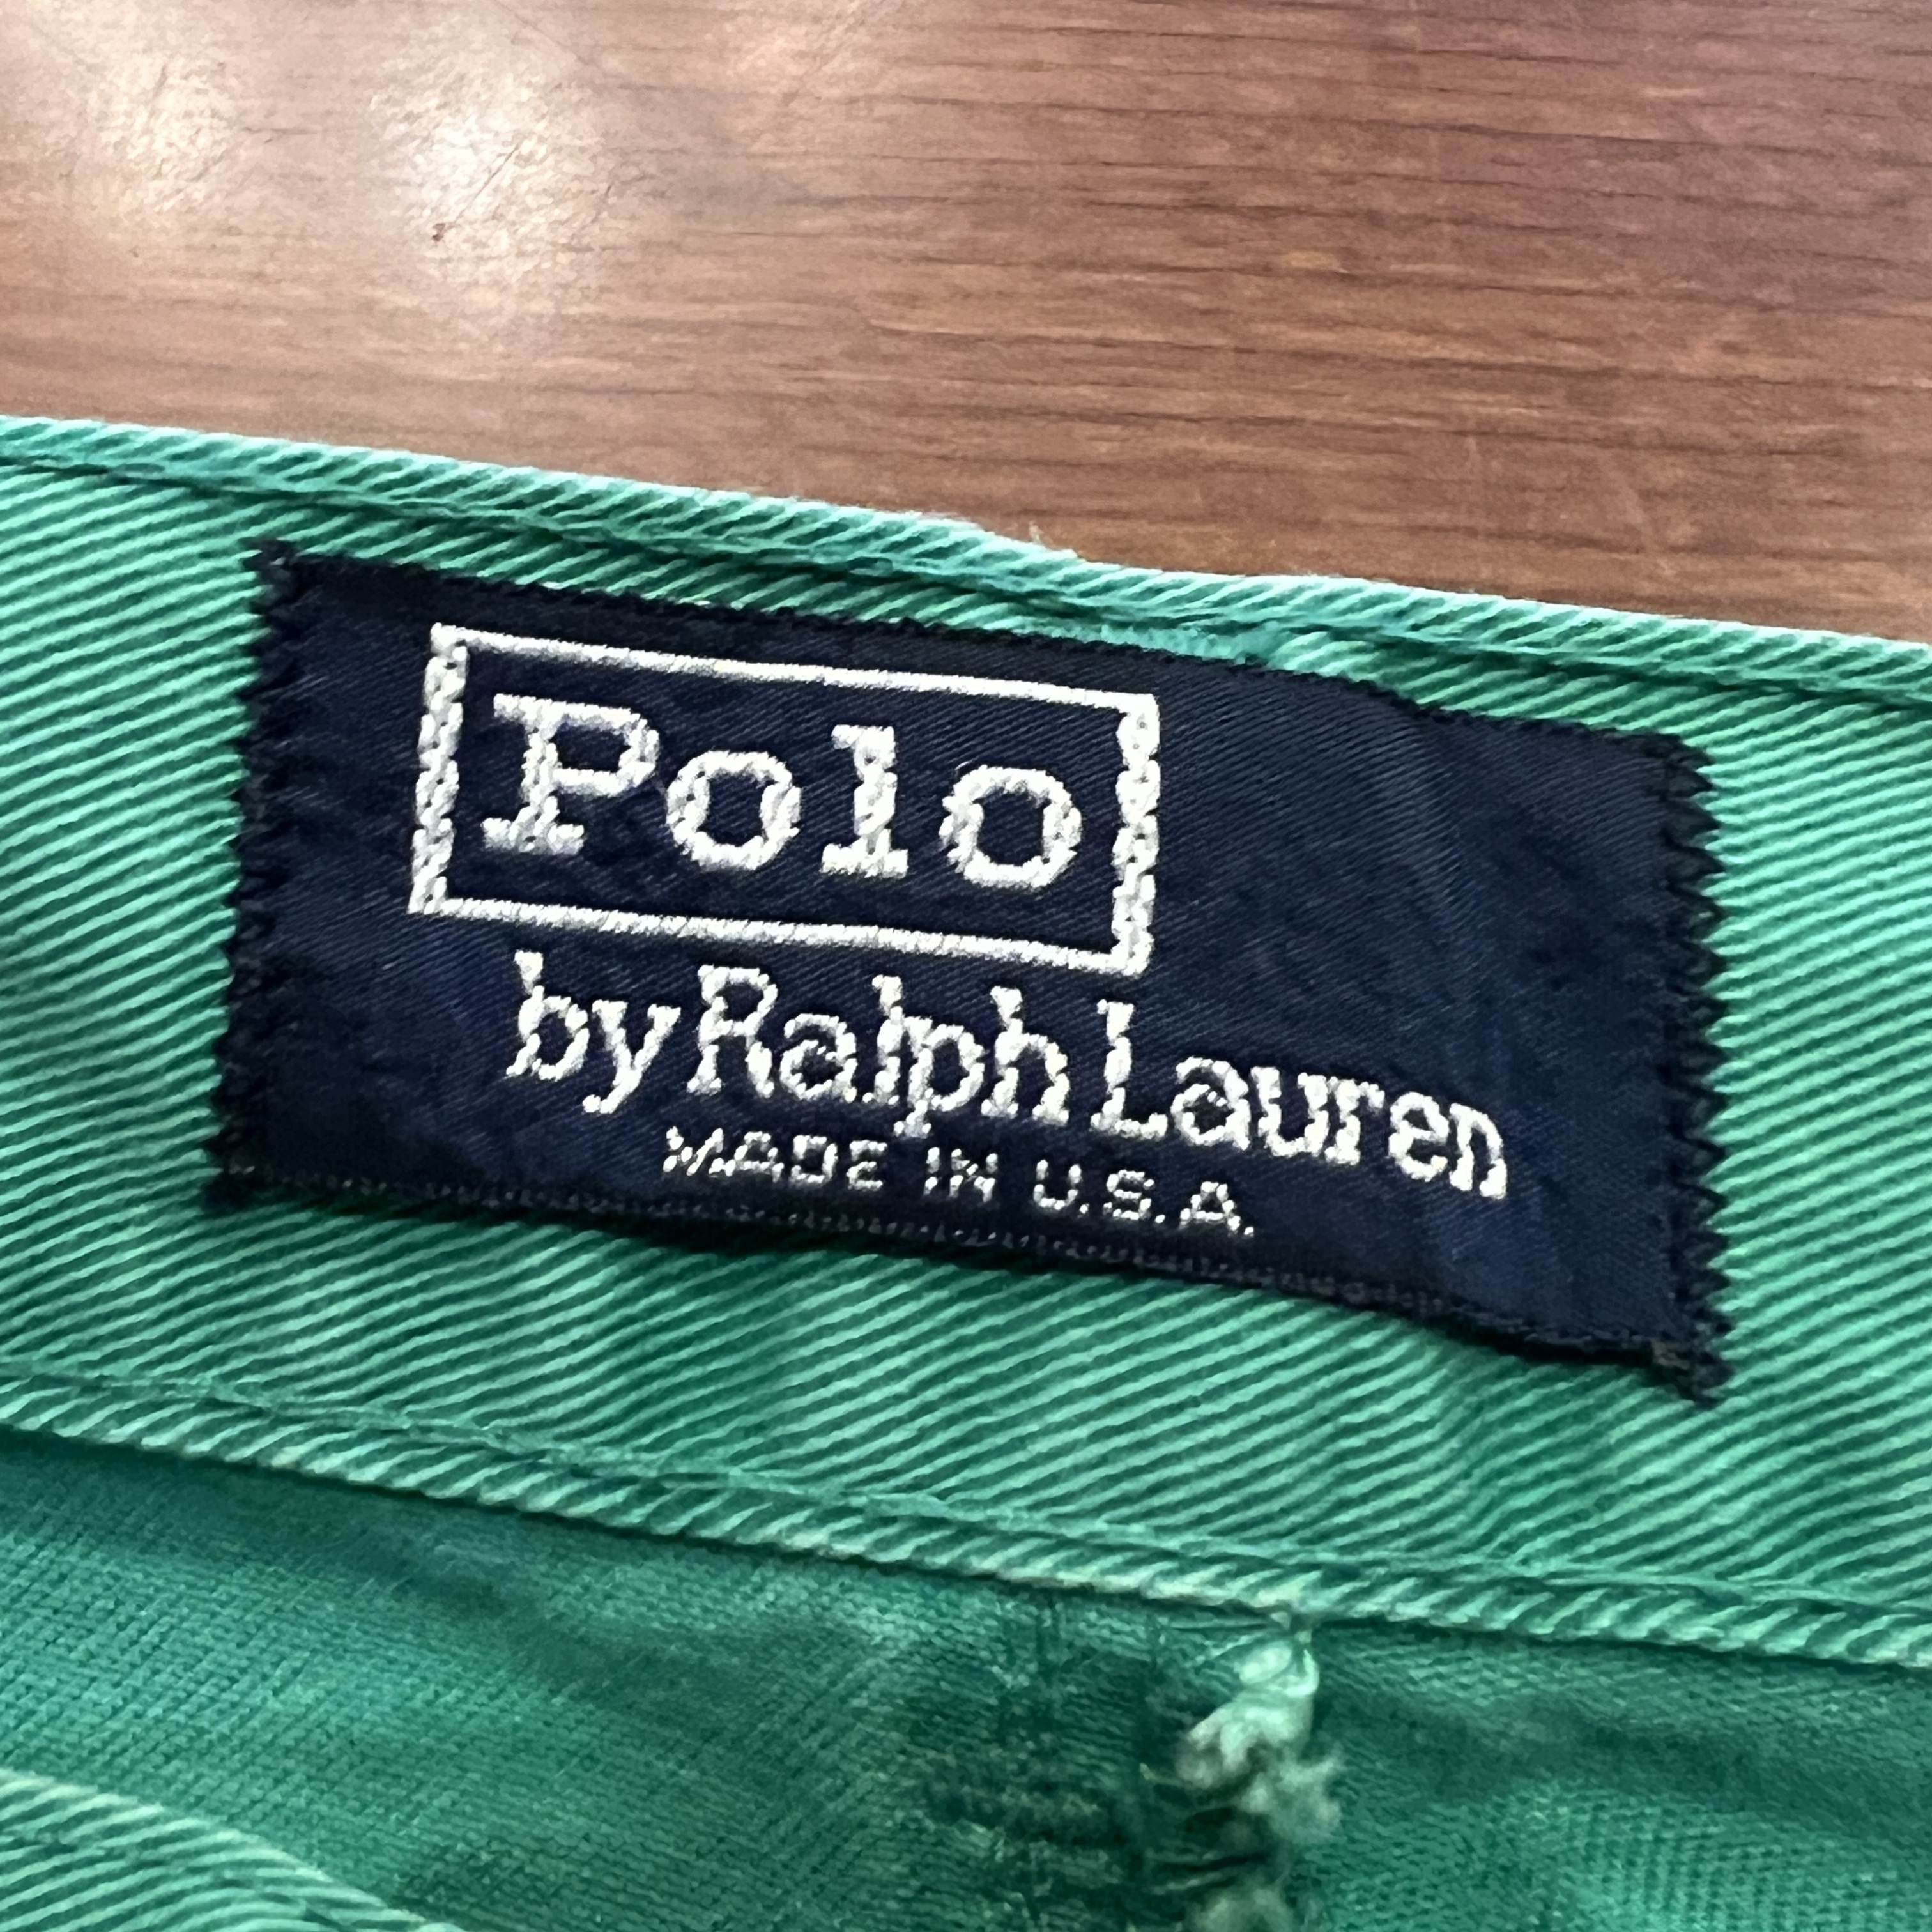 Polo
by Ralph Lauren
MADE IN U.S.A.